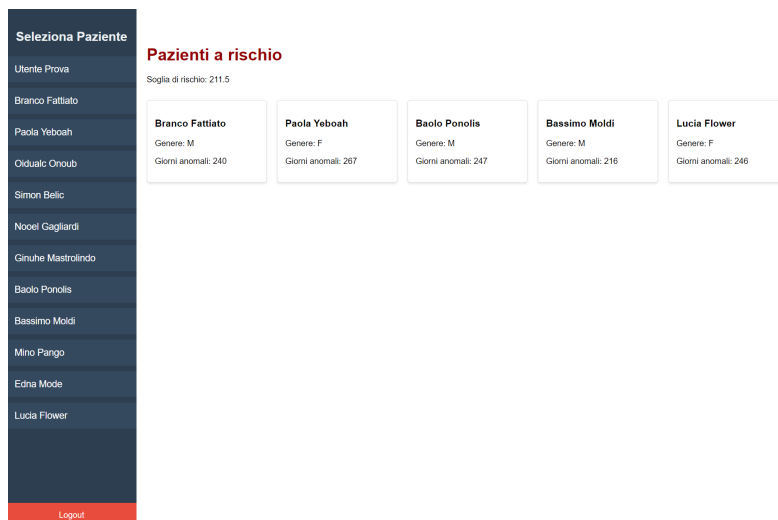 Seleziona Paziente
Utente Prova
Branco Fattiato
Paola Yeboah
Oidualc Onoub
Simon Belic
Nooel Gagliardi
Ginuhe Mastrolindo
Baolo Ponolis
Bassimo Moldi
Mino Pango
Edna Mode
Lucia Flower
Logout
Pazienti a rischio
Soglia di rischio: 211.5
Branco Fattiato
Genere: M
Giorni anomali: 240
Paola Yeboah
Genere: F
Giorni anomali: 267
Baolo Ponolis
Genere: M
Giorni anomali: 247
Bassimo Moldi
Genere: M
Giorni anomali: 216
Lucia Flower
Genere: F
Giorni anomali: 246